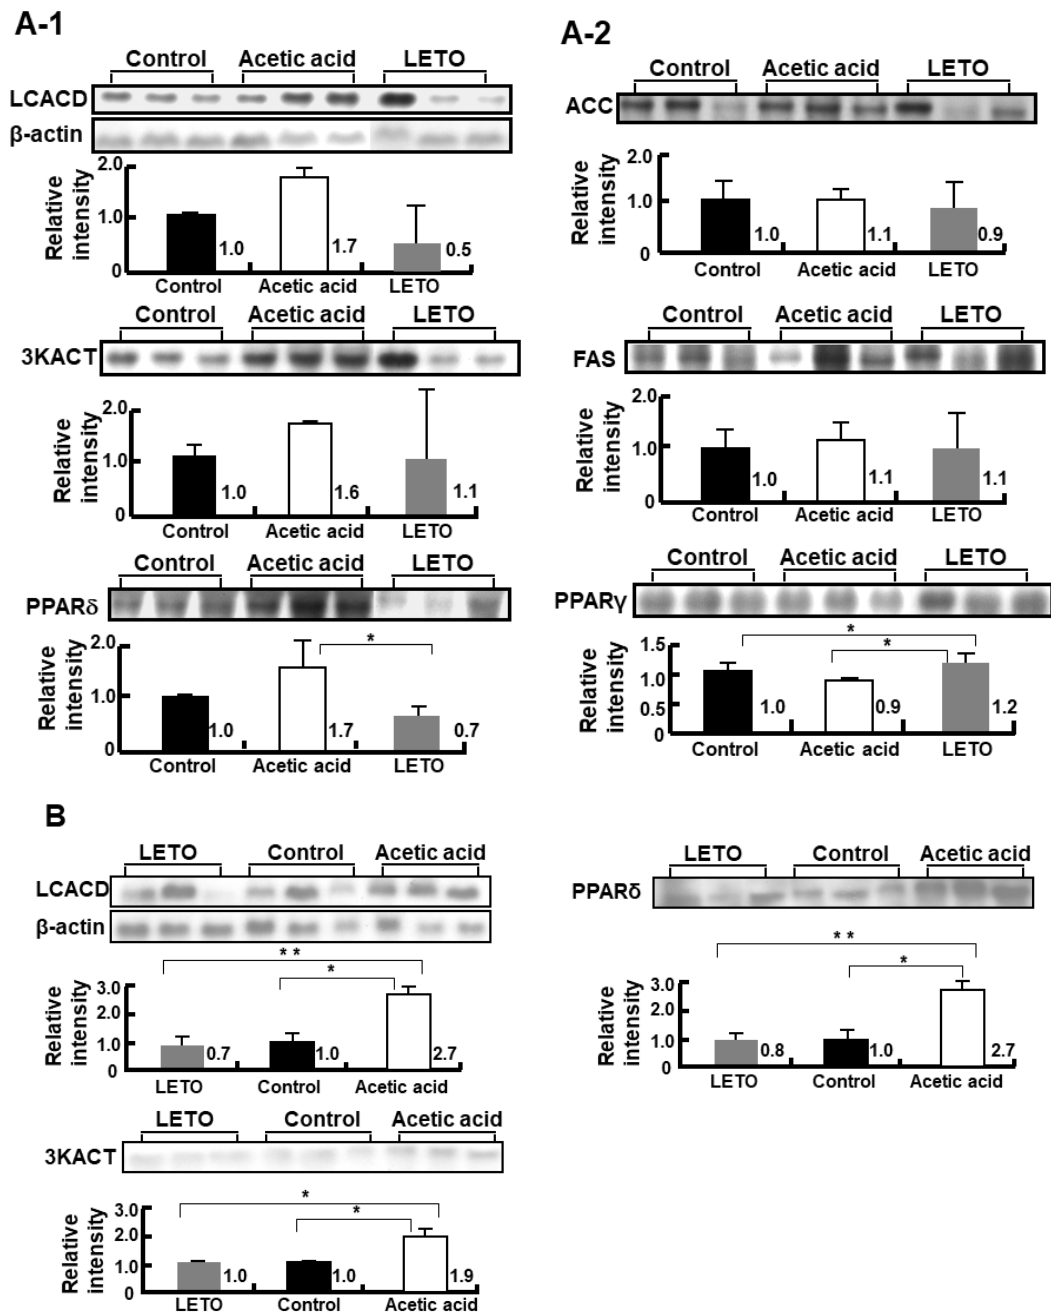 A-1
Control Acetic acid LETO
LCACD
β-actin
Relative intensity
2.0
1.0
0
1.0 1.7 0.5
Control Acetic acid LETO
Control Acetic acid LETO
3KACT
Relative intensity
2.0
1.0
0
1.0 1.6 1.1
Control Acetic acid LETO
Control Acetic acid LETO
PPARδ
*
Relative intensity
2.0
1.0
0
1.0 1.7 0.7
Control Acetic acid LETO
A-2
Control Acetic acid LETO
ACC
Relative intensity
2.0
1.0
0
1.0 1.1 0.9
Control Acetic acid LETO
Control Acetic acid LETO
FAS
Relative intensity
2.0
1.0
0
1.0 1.1 1.1
Control Acetic acid LETO
Control Acetic acid LETO
PPARγ
*
*
Relative intensity
1.5
1.0
0.5
0
1.0 0.9 1.2
Control Acetic acid LETO
B
LETO Control Acetic acid
LCACD
β-actin
**
*
Relative intensity
3.0
2.0
1.0
0
0.7 1.0 2.7
LETO Control Acetic acid
LETO Control Acetic acid
3KACT
*
*
Relative intensity
3.0
2.0
1.0
0
1.0 1.0 1.9
LETO Control Acetic acid
LETO Control Acetic acid
PPARδ
**
*
Relative intensity
3.0
2.0
1.0
0
0.8 1.0 2.7
LETO Control Acetic acid